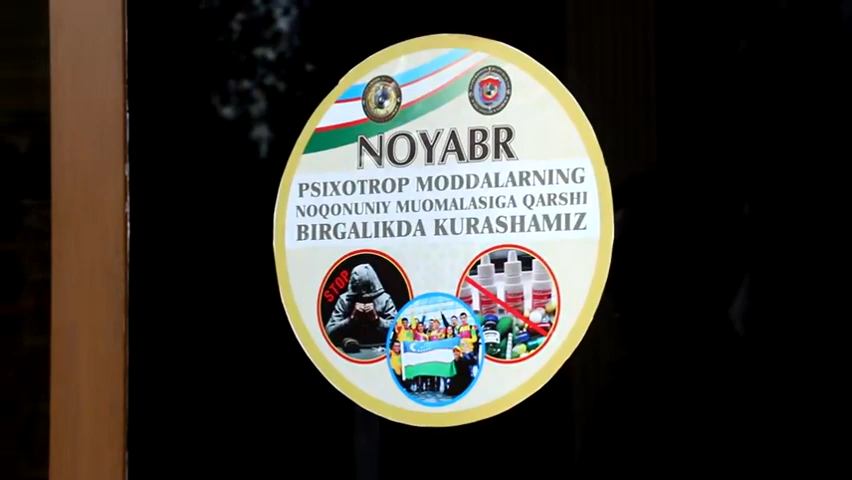 NOYABR
PSIXOTROP MODDALARNING
NOQONUNIY MUOMALASIGA QARSHI
BIRGALIKDA KURASHAMIZ
STOP